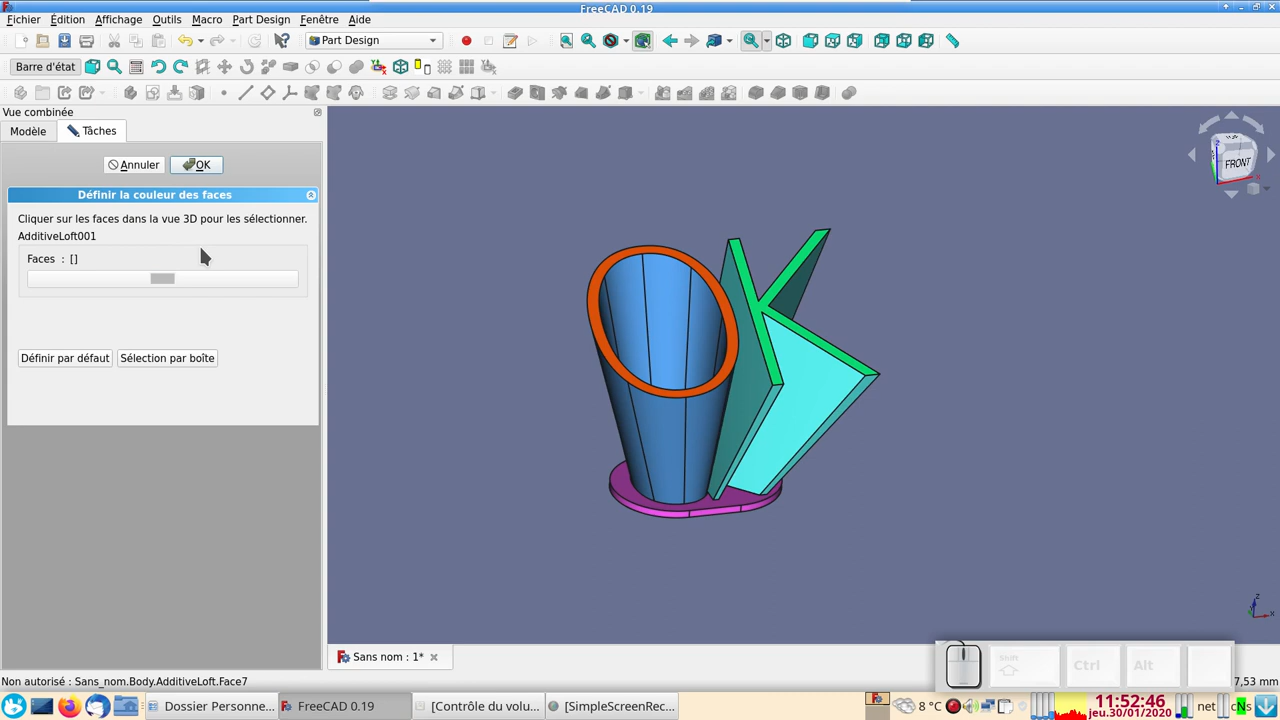 FreeCAD 0.19
Fichier Édition Affichage Outils Macro Part Design Fenêtre Aide
Part Design
Barre d'état
Vue combinée
Modèle Tâches
Annuler OK
Définir la couleur des faces
Cliquer sur les faces dans la vue 3D pour les sélectionner.
AdditiveLoft001
Faces : []
Définir par défaut Sélection par boîte
FRONT
z
x
Sans nom : 1*
Shift Ctrl Alt
Non autorisé : Sans_nom.Body.AdditiveLoft.Face7
7,53 mm
Dossier Personne... FreeCAD 0.19 [Contrôle du volu... [SimpleScreenRec...
8 °C
net
cNs
11:52:46
jeu.30/01/2020